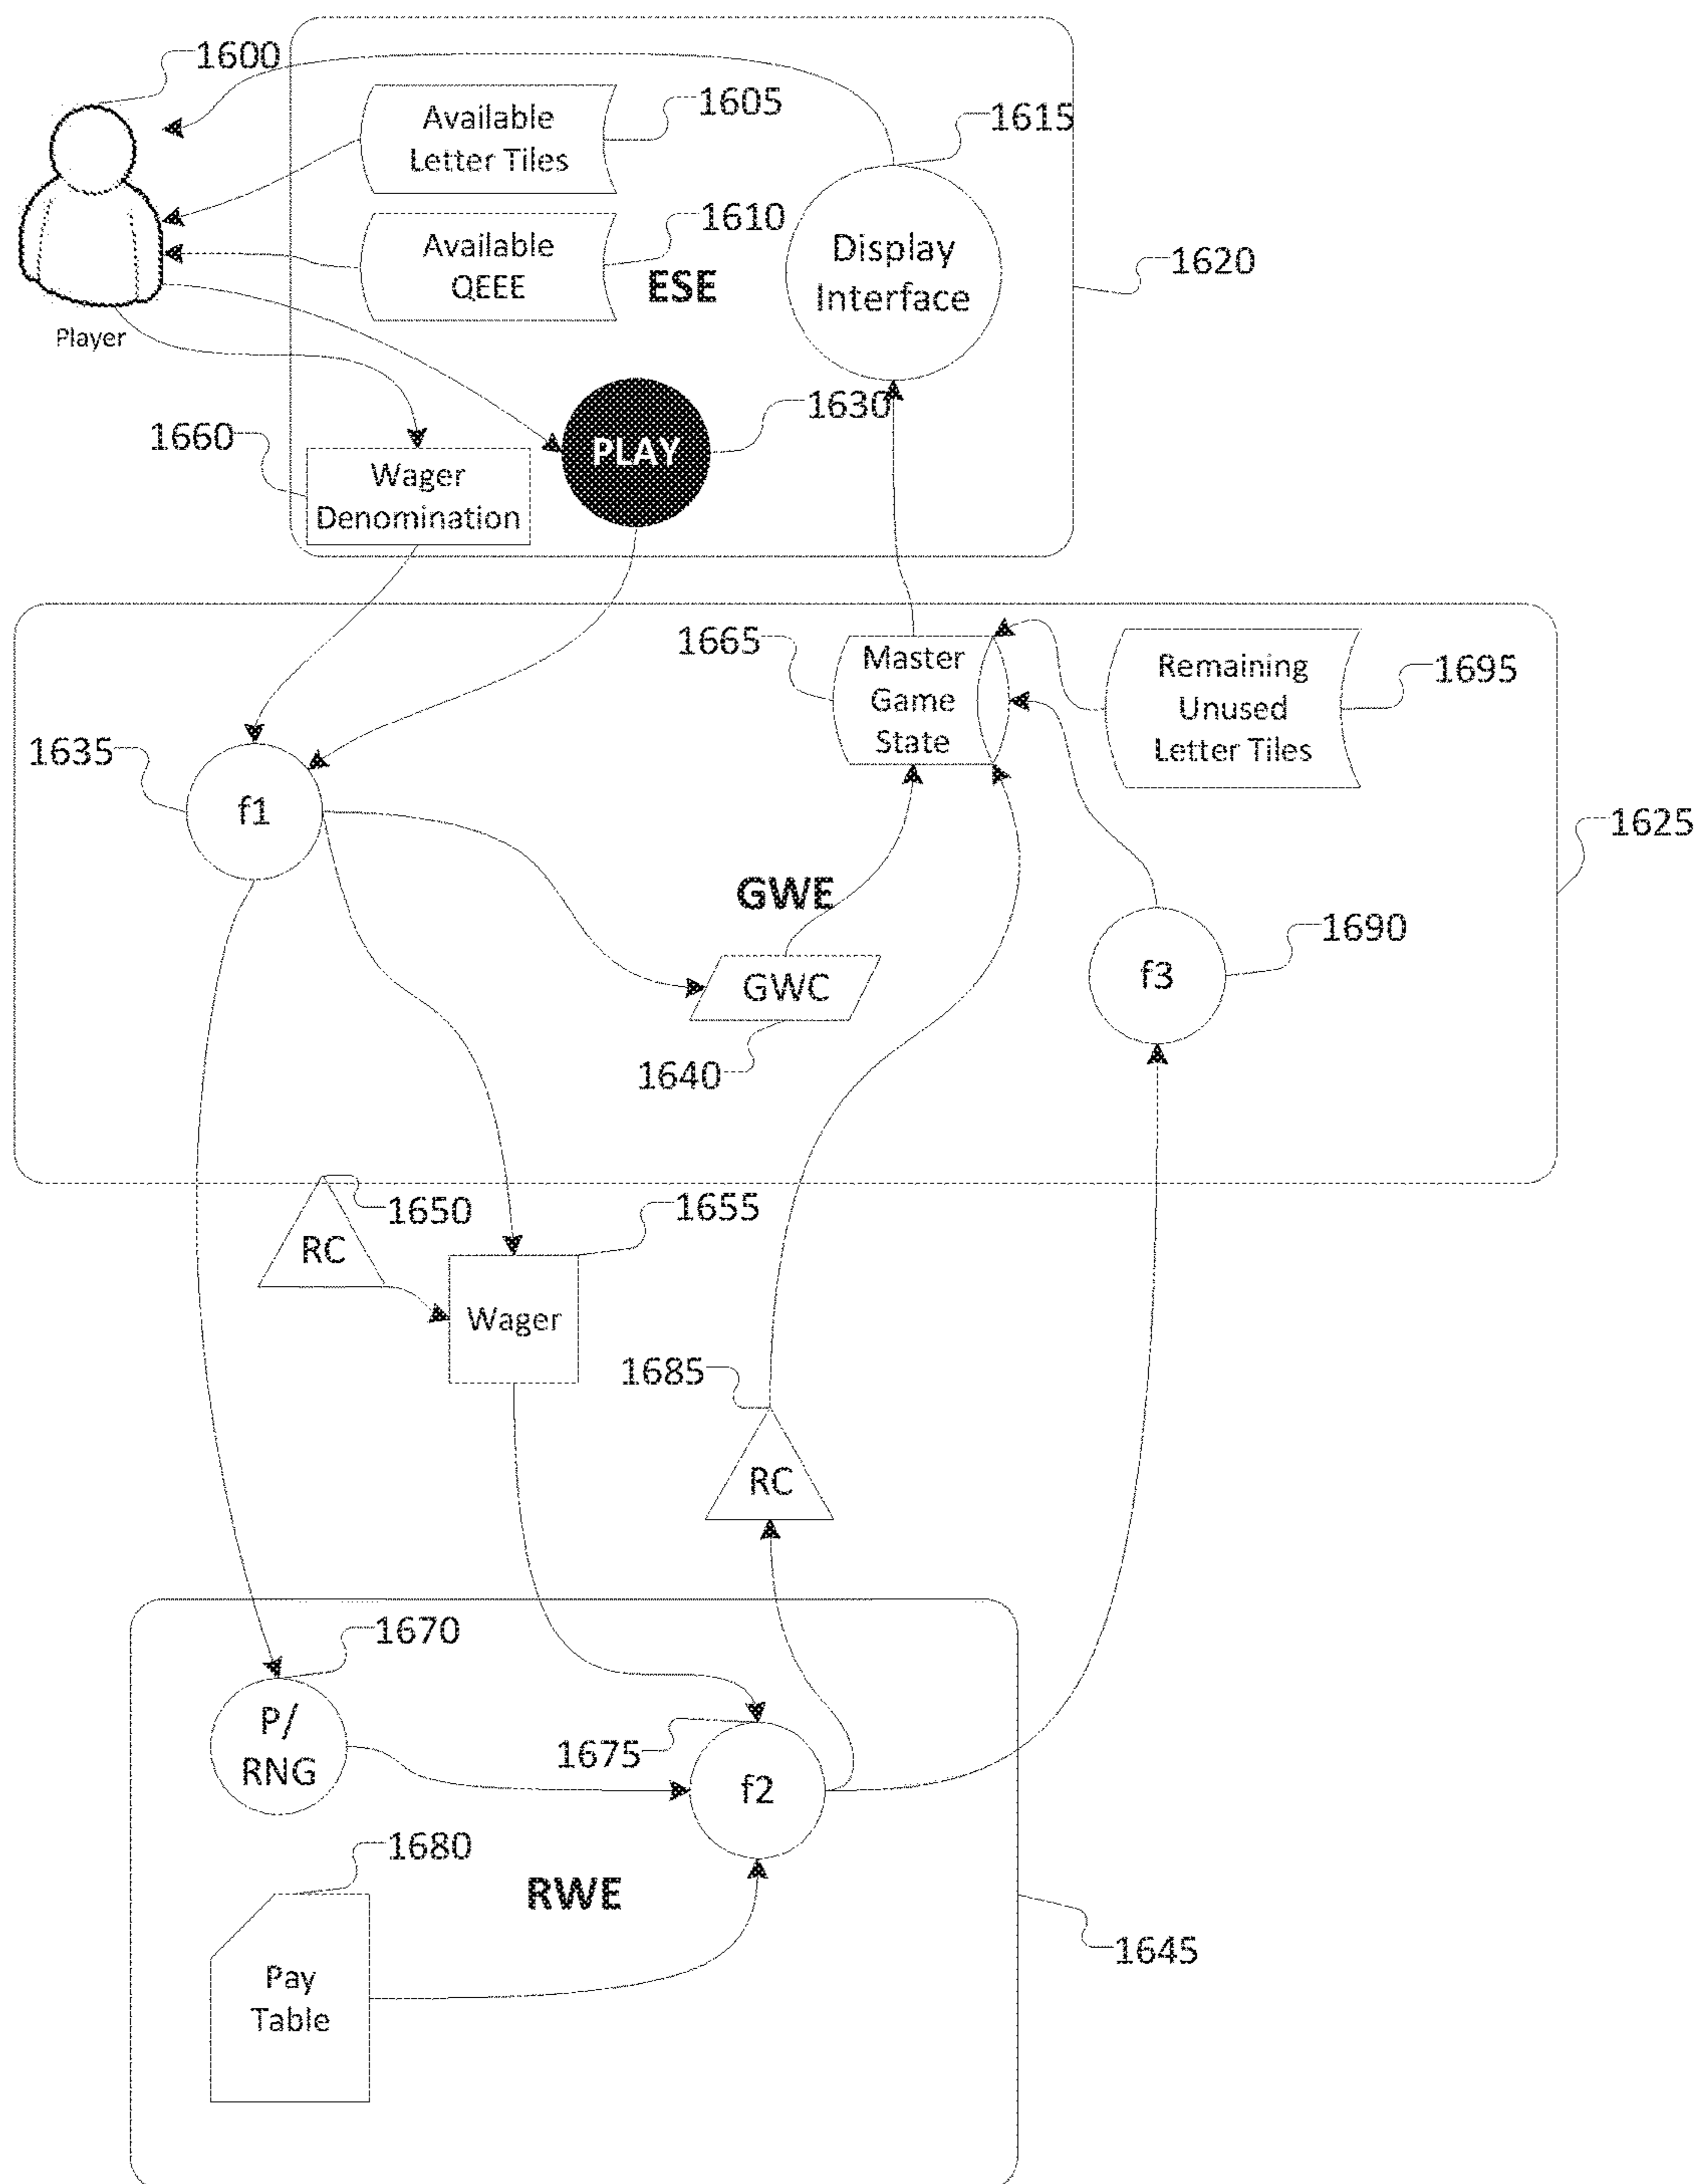 1600
Available
Letter Tiles
1605
1615
Available
QEEE
1610
ESE
Display
Interface
1620
Player
1660
Wager
Denomination
PLAY
1630
1665
Master
Game
State
Remaining
Unused
Letter Tiles
1695
1635
f1
1625
GWE
GWC
1640
f3
1690
RC
1650
Wager
1655
1685
RC
1670
P/
RNG
1675
f2
1680
RWE
Pay
Table
1645